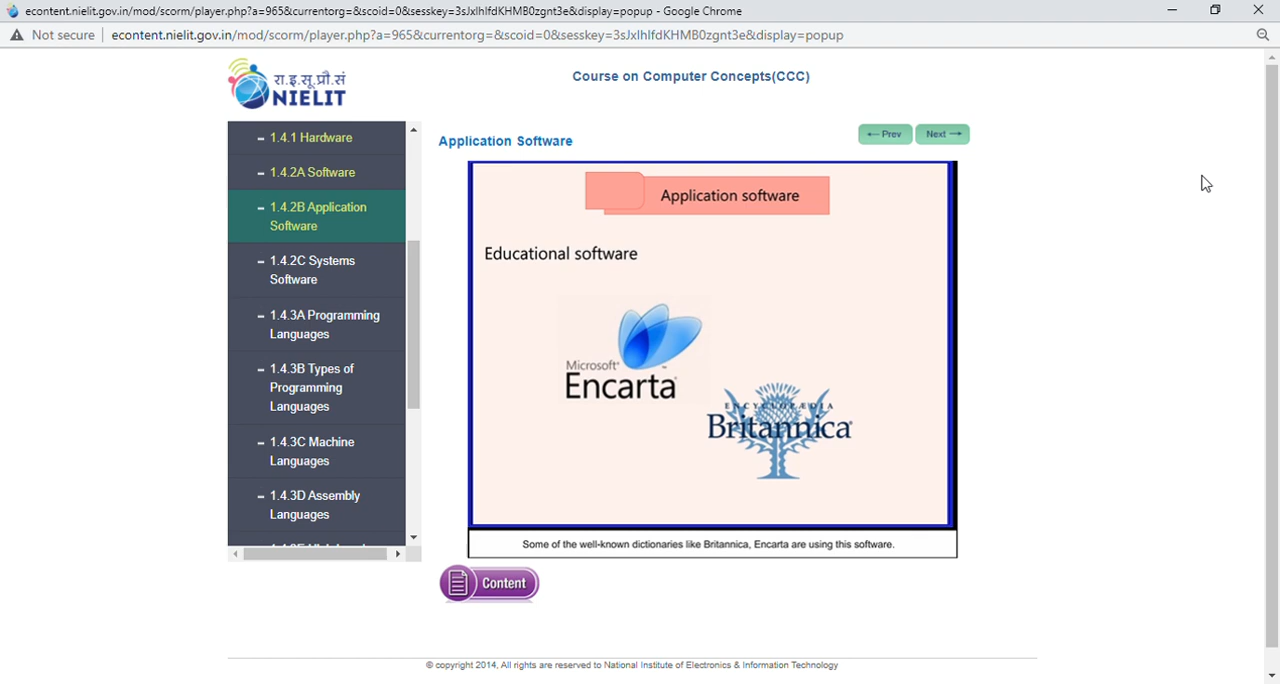 econtent.nielit.gov.in/mod/scorm/player.php?a=965&currentorg=&scoid=0&sesskey=3sJxlhIfdKHMB0zgnt3e&display=popup - Google Chrome
Not secure econtent.nielit.gov.in/mod/scorm/player.php?a=965&currentorg=&scoid=0&sesskey=3sJxlhIfdKHMB0zgnt3e&display=popup
रा.इ.सू.प्रौ.सं
NIELIT
Course on Computer Concepts(CCC)
1.4.1 Hardware
1.4.2A Software
1.4.2B Application
Software
1.4.2C Systems
Software
1.4.3A Programming
Languages
1.4.3B Types of
Programming
Languages
1.4.3C Machine
Languages
1.4.3D Assembly
Languages
Application Software
Prev
Next
Application software
Educational software
Microsoft
Encarta
ENCYCLOPÆDIA
Britannica
Some of the well-known dictionaries like Britannica, Encarta are using this software.
Content
© copyright 2014, All rights are reserved to National Institute of Electronics & Information Technology